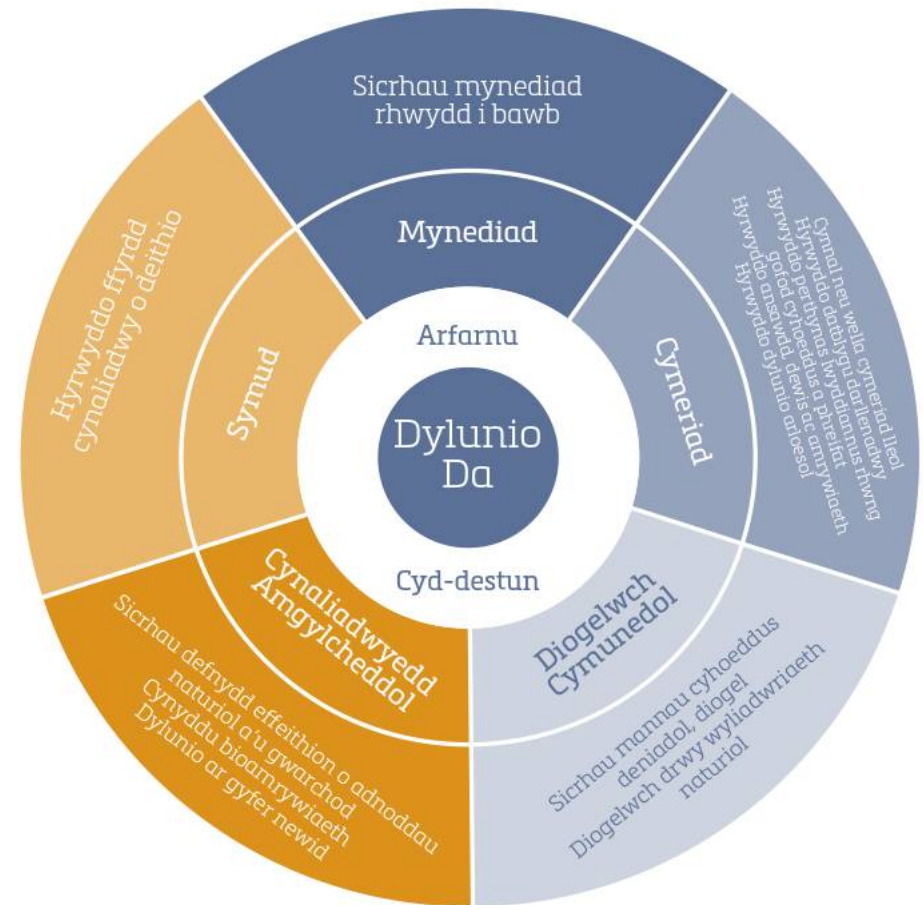 Sicrhau mynediad
rhwydd i bawb
Mynediad
Cynnal neu wella cymeriad lleol
Hyrwyddo datblygu darllenadwy
Hyrwyddo perthynas lwyddiannus rhwng
gofod cyhoeddus a phreifat
Hyrwyddo ansawdd, dewis ac amrywiaeth
Hyrwyddo dylunio arloesol
Cymeriad
Sicrhau mannau cyhoeddus
deniadol, diogel
Diogelwch drwy wyliadwriaeth
naturiol
Diogelwch
Cymunedol
Sicrhau defnydd effeithion o adnoddau
naturiol a'u gwarchod
Cynyddu bioamrywiaeth
Dylunio ar gyfer newid
Cynaliadwyedd
Amgylcheddol
Hyrwyddo ffyrdd
cynaliadwy o deithio
Symud
Arfarnu
Dylunio
Da
Cyd-destun